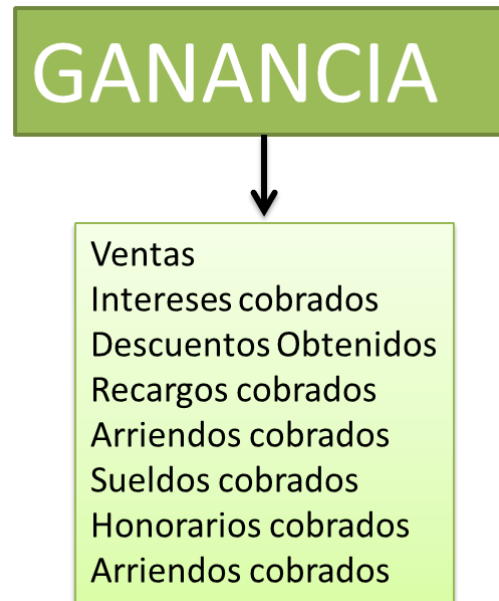 GANANCIA
Ventas
Intereses cobrados
Descuentos Obtenidos
Recargos cobrados
Arriendos cobrados
Sueldos cobrados
Honorarios cobrados
Arriendos cobrados